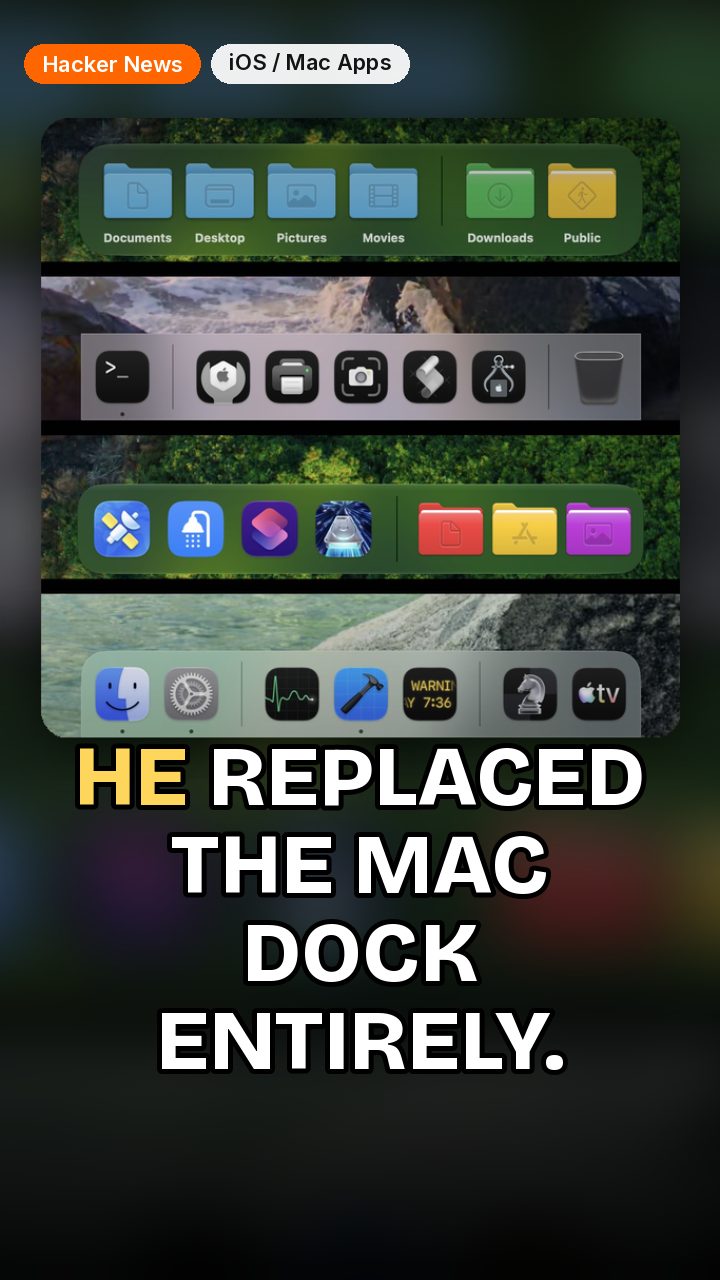 Hacker News
iOS / Mac Apps
Documents Desktop Pictures Movies Downloads Public
>_
WARNI
Y 7:36
tv
HE REPLACED
THE MAC
DOCK
ENTIRELY.